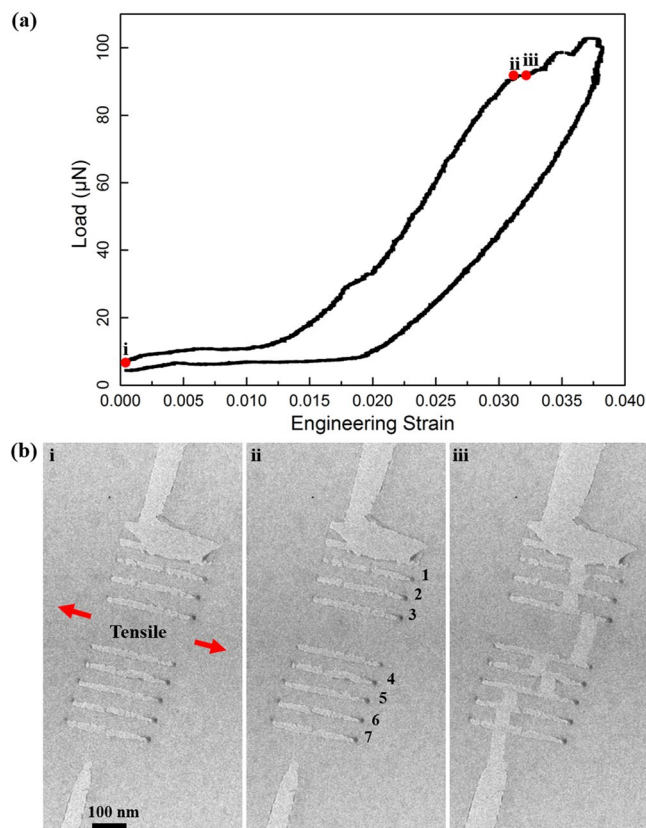 (a)
100
80
60
40
20
0
Load (μN)
i
ii
iii
0.000 0.005 0.010 0.015 0.020 0.025 0.030 0.035 0.040
Engineering Strain
(b)
i
ii
iii
Tensile
1
2
3
4
5
6
7
100 nm